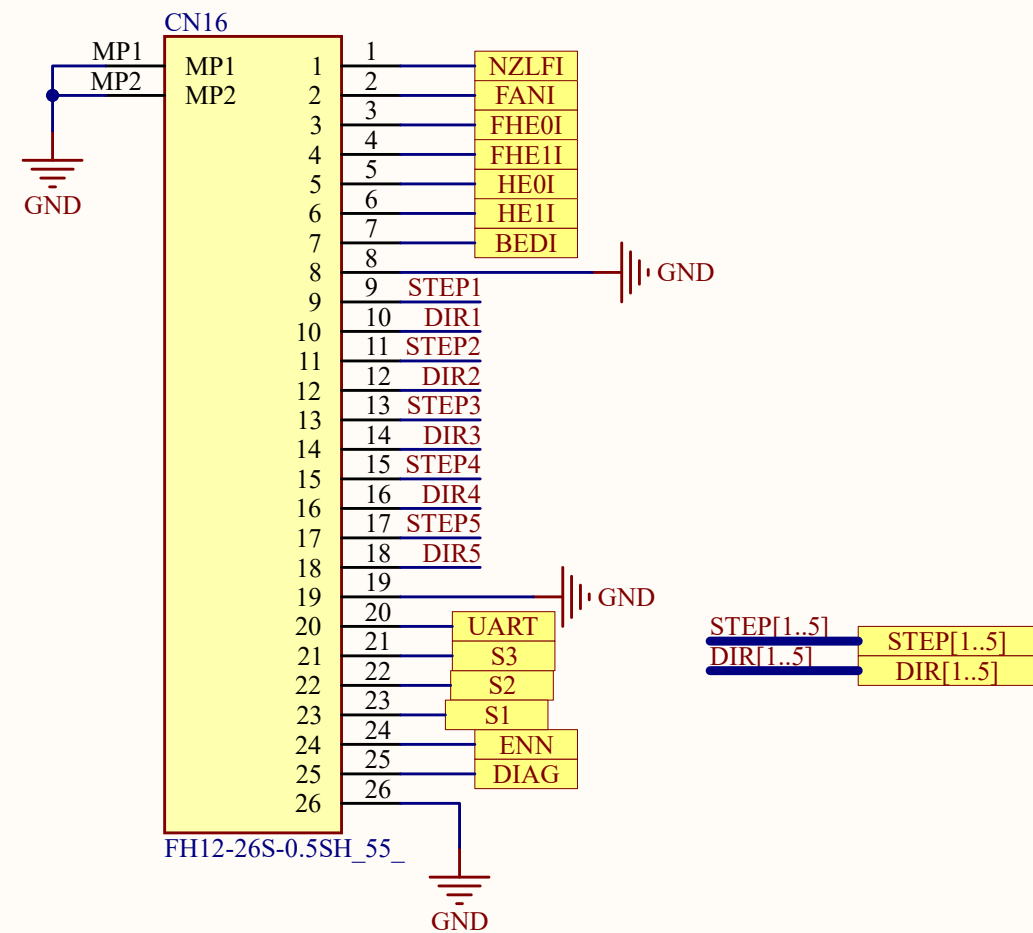 CN16
MP1 MP1 1 1 NZLFI
MP2 MP2 2 2 FANI
3 3 FHE0I
4 4 FHE1I
5 5 HE0I
GND 6 6 HE1I
7 7 BEDI
8 8 GND
9 9 STEP1
10 10 DIR1
11 11 STEP2
12 12 DIR2
13 13 STEP3
14 14 DIR3
15 15 STEP4
16 16 DIR4
17 17 STEP5
18 18 DIR5
19 19 GND
20 20 UART STEP[1..5] STEP[1..5]
21 21 S3 DIR[1..5] DIR[1..5]
22 22 S2
23 23 S1
24 24 ENN
25 25 DIAG
26 26
FH12-26S-0.5SH_55_
GND